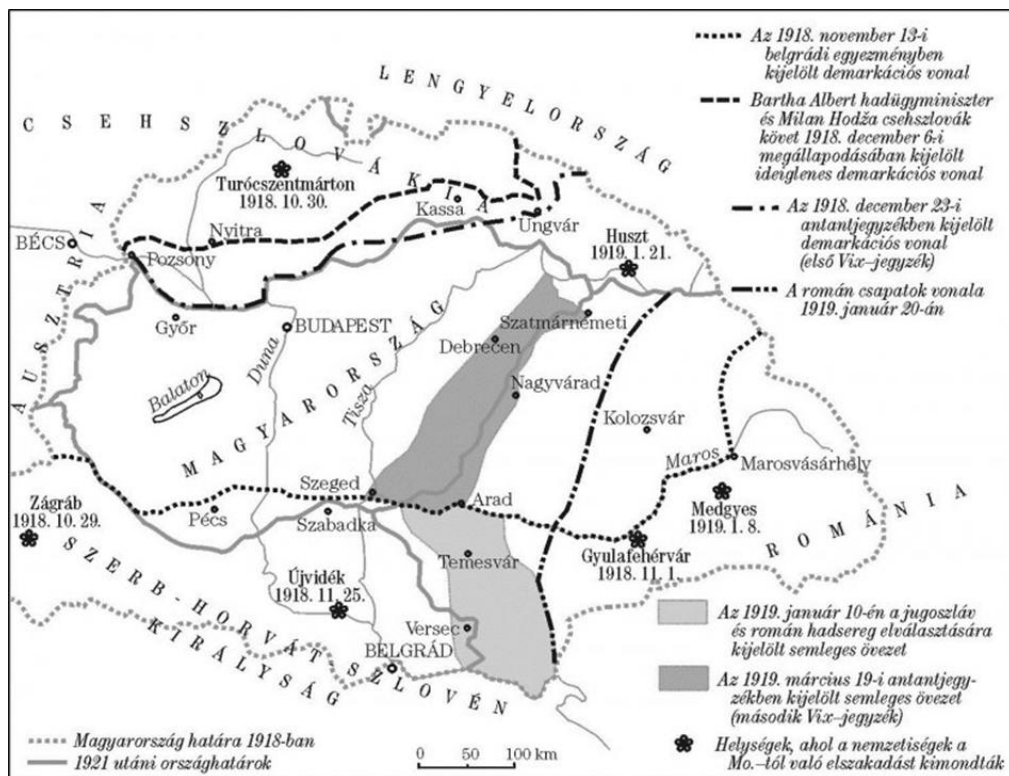 Az 1918. november 13-i
belgrádi egyezményben
kijelölt demarkációs vonal
Bartha Albert hadügyminiszter
és Milan Hodža csehszlovák
követ 1918. december 6-i
megállapodásában kijelölt
ideiglenes demarkációs vonal
Az 1918. december 23-i
antantjegyzékben kijelölt
demarkációs vonal
(első Vix–jegyzék)
A román csapatok vonala
1919. január 20-án
LENGYELORSZÁG
CSEHSZLOVÁKIA
AUSZTRIA
MAGYARORSZÁG
ROMÁNIA
SZERB-HORVÁT-SZLOVÉN
KIRÁLYSÁG
Turócszentmárton
1918. 10. 30.
Kassa
Ungvár
Nyitra
BÉCS
Pozsony
Huszt
1919. 1. 21.
Győr
BUDAPEST
Szatmárnémeti
Debrecen
Duna
Tisza
Balaton
Nagyvárad
Kolozsvár
Maros
Marosvásárhely
Szeged
Arad
Medgyes
1919. 1. 8.
Zágráb
1918. 10. 29.
Pécs
Szabadka
Gyulafehérvár
1918. 11. 1.
Temesvár
Újvidék
1918. 11. 25.
Versec
BELGRÁD
Az 1919. január 10-én a jugoszláv
és román hadsereg elválasztására
kijelölt semleges övezet
Az 1919. március 19-i antantjegy-
zékben kijelölt semleges övezet
(második Vix–jegyzék)
Helységek, ahol a nemzetiségek a
Mo.–tól való elszakadást kimondták
Magyarország határa 1918-ban
1921 utáni országhatárok
0 50 100 km